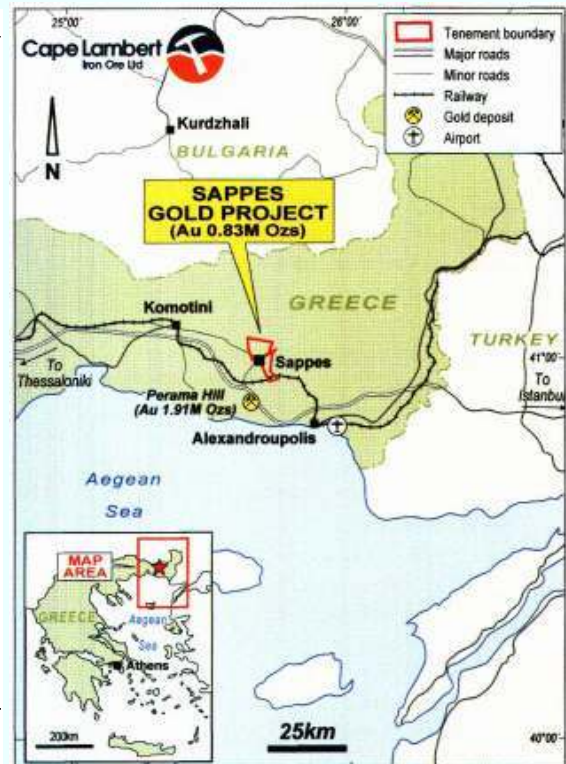 25°00'
26°00'
Cape Lambert
Iron Ore Ltd
Tenement boundary
Major roads
Minor roads
Railway
Gold deposit
Airport
N
Kurdzhali
BULGARIA
SAPPES
GOLD PROJECT
(Au 0.83M Ozs)
Komotini
GREECE
TURKEY
Sappes
41°00'
To
Thessaloniki
To
Istanbul
Perama Hill
(Au 1.91M Ozs)
Alexandroupolis
Aegean
Sea
MAP
AREA
GREECE
Aegean
Sea
Athens
200km
25km
40°00'